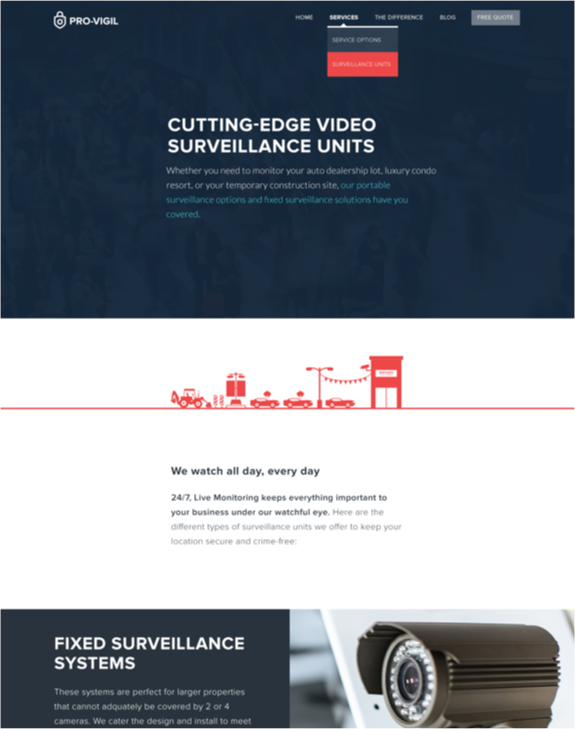 PRO-VIGIL
HOME
SERVICES
THE DIFFERENCE
BLOG
FREE QUOTE
SERVICE OPTIONS
SURVEILLANCE UNITS
CUTTING-EDGE VIDEO
SURVEILLANCE UNITS
Whether you need to monitor your auto dealership lot, luxury condo
resort, or your temporary construction site, our portable
surveillance options and fixed surveillance solutions have you
covered.
We watch all day, every day
24/7, Live Monitoring keeps everything important to
your business under our watchful eye. Here are the
different types of surveillance units we offer to keep your
location secure and crime-free:
FIXED SURVEILLANCE
SYSTEMS
These systems are perfect for larger properties
that cannot adquately be covered by 2 or 4
cameras. We cater the design and install to meet